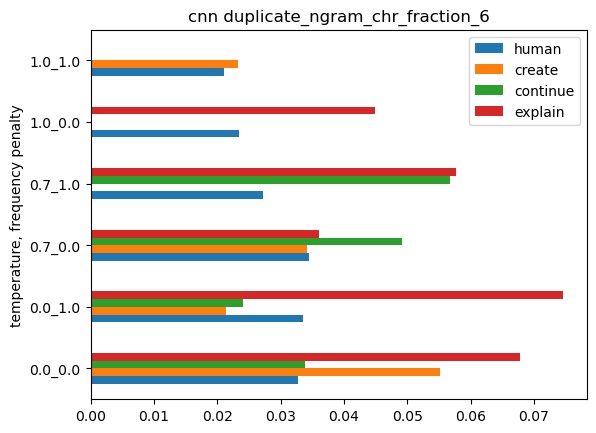 cnn duplicate_ngram_chr_fraction_6
human
create
continue
explain
temperature, frequency penalty
1.0_1.0
1.0_0.0
0.7_1.0
0.7_0.0
0.0_1.0
0.0_0.0
0.00 0.01 0.02 0.03 0.04 0.05 0.06 0.07